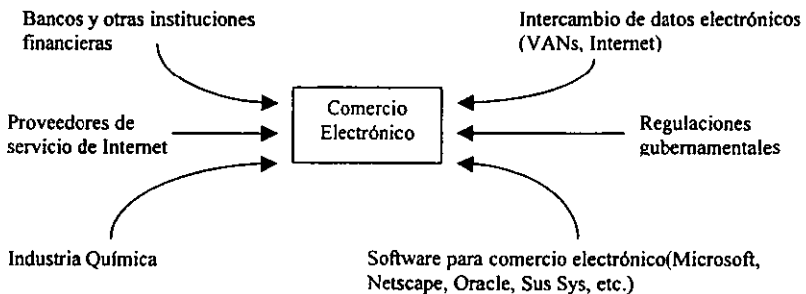 Bancos y otras instituciones
financieras
Intercambio de datos electrónicos
(VANs, Internet)
Comercio
Electrónico
Proveedores de
servicio de Internet
Regulaciones
gubernamentales
Industria Química
Software para comercio electrónico(Microsoft,
Netscape, Oracle, Sus Sys, etc.)